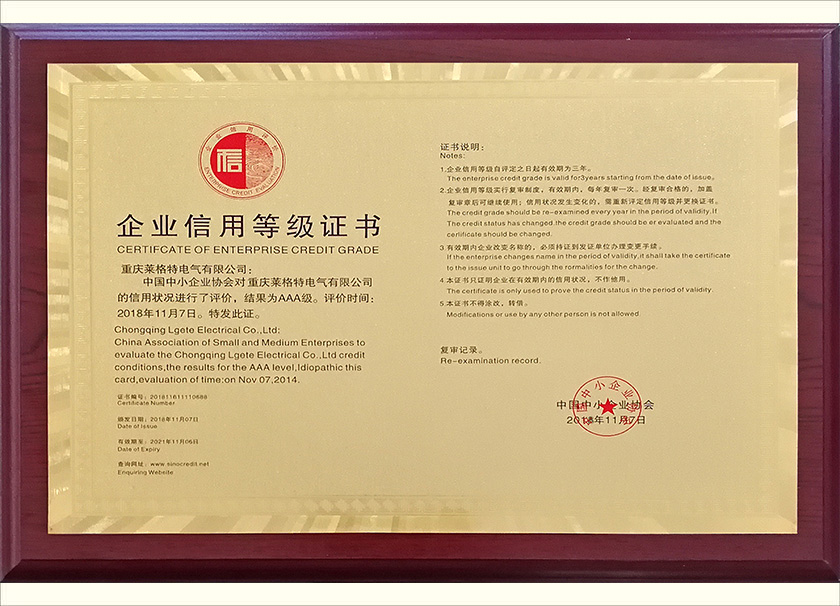 企业信用评价
信
ENTERPRISE CREDIT EVALUATION
企业信用等级证书
CERTIFCATE OF ENTERPRISE CREDIT GRADE
重庆莱格特电气有限公司：
中国中小企业协会对重庆莱格特电气有限公司
的信用状况进行了评价，结果为AAA级。评价时间：
2018年11月7日。特发此证。
Chongqing Lgete Electrical Co.,Ltd:
China Association of Small and Medium Enterprises to
evaluate the Chongqing Lgete Electrical Co.,Ltd credit
conditions,the results for the AAA level,Idiopathic this
card,evaluation of time:on Nov 07,2014.
证书编号：201811611110688
Certificate Number
颁发日期：2018年11月07日
Date of Issue
有效期至：2021年11月06日
Date of Expiry
查询网址：www.sinocredit.net
Enquiring Website
证书说明：
Notes:
1.企业信用等级自评定之日起有效期为三年。
The enterprise credit grade is valid for3years starting from the date of issue。
2.企业信用等级实行复审制度，有效期内，每年复审一次。经复审合格的，加盖
复审章后可继续使用；信用状况发生变化的，需重新评定信用等级并更换证书。
The credit grade should be re-examined every year in the period of validity.If
The credit status has changed.the credit grade should be er evaluated and the
cerlificate should be changed.
3.有效期内企业改变名称的，必须持证到发证单位办理变更手续。
If the enterprise changes name in the period of validity,it shall take the certificate
to the issue unit to go through the rormalities for the change.
4.本证书只证明企业在有效期内的信用状况，不作他用。
The certificate is only used to prove the credit status in the period of validity.
5.本证书不得涂改，转借。
Modifications or use by any other person is not allowed.
复审记录。
Re-examination record.
中国中小企业协会
2018年11月7日